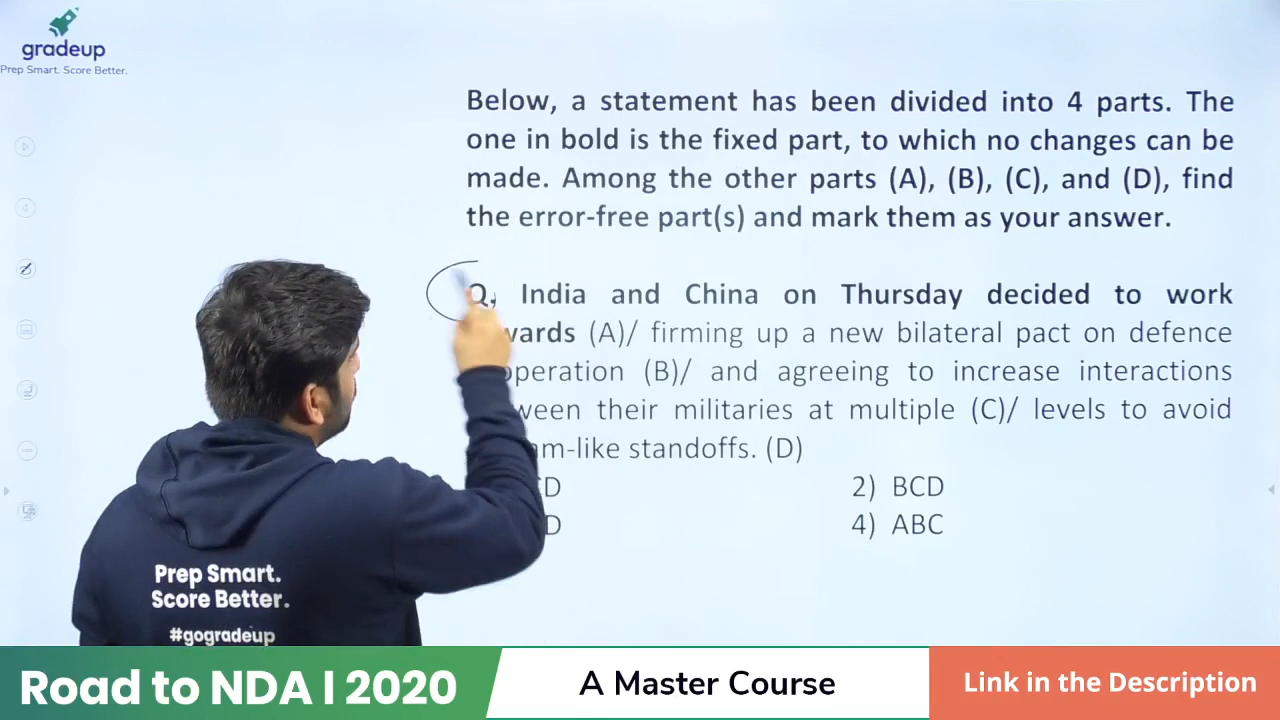 gradeup
Prep Smart. Score Better.
Below, a statement has been divided into 4 parts. The
one in bold is the fixed part, to which no changes can be
made. Among the other parts (A), (B), (C), and (D), find
the error-free part(s) and mark them as your answer.
Q. India and China on Thursday decided to work
(A)/ firming up a new bilateral pact on defence
(B)/ and agreeing to increase interactions
their militaries at multiple (C)/ levels to avoid
standoffs. (D)
2) BCD
4) ABC
Prep Smart.
Score Better.
#gogradeup
Road to NDA I 2020
A Master Course
Link in the Description